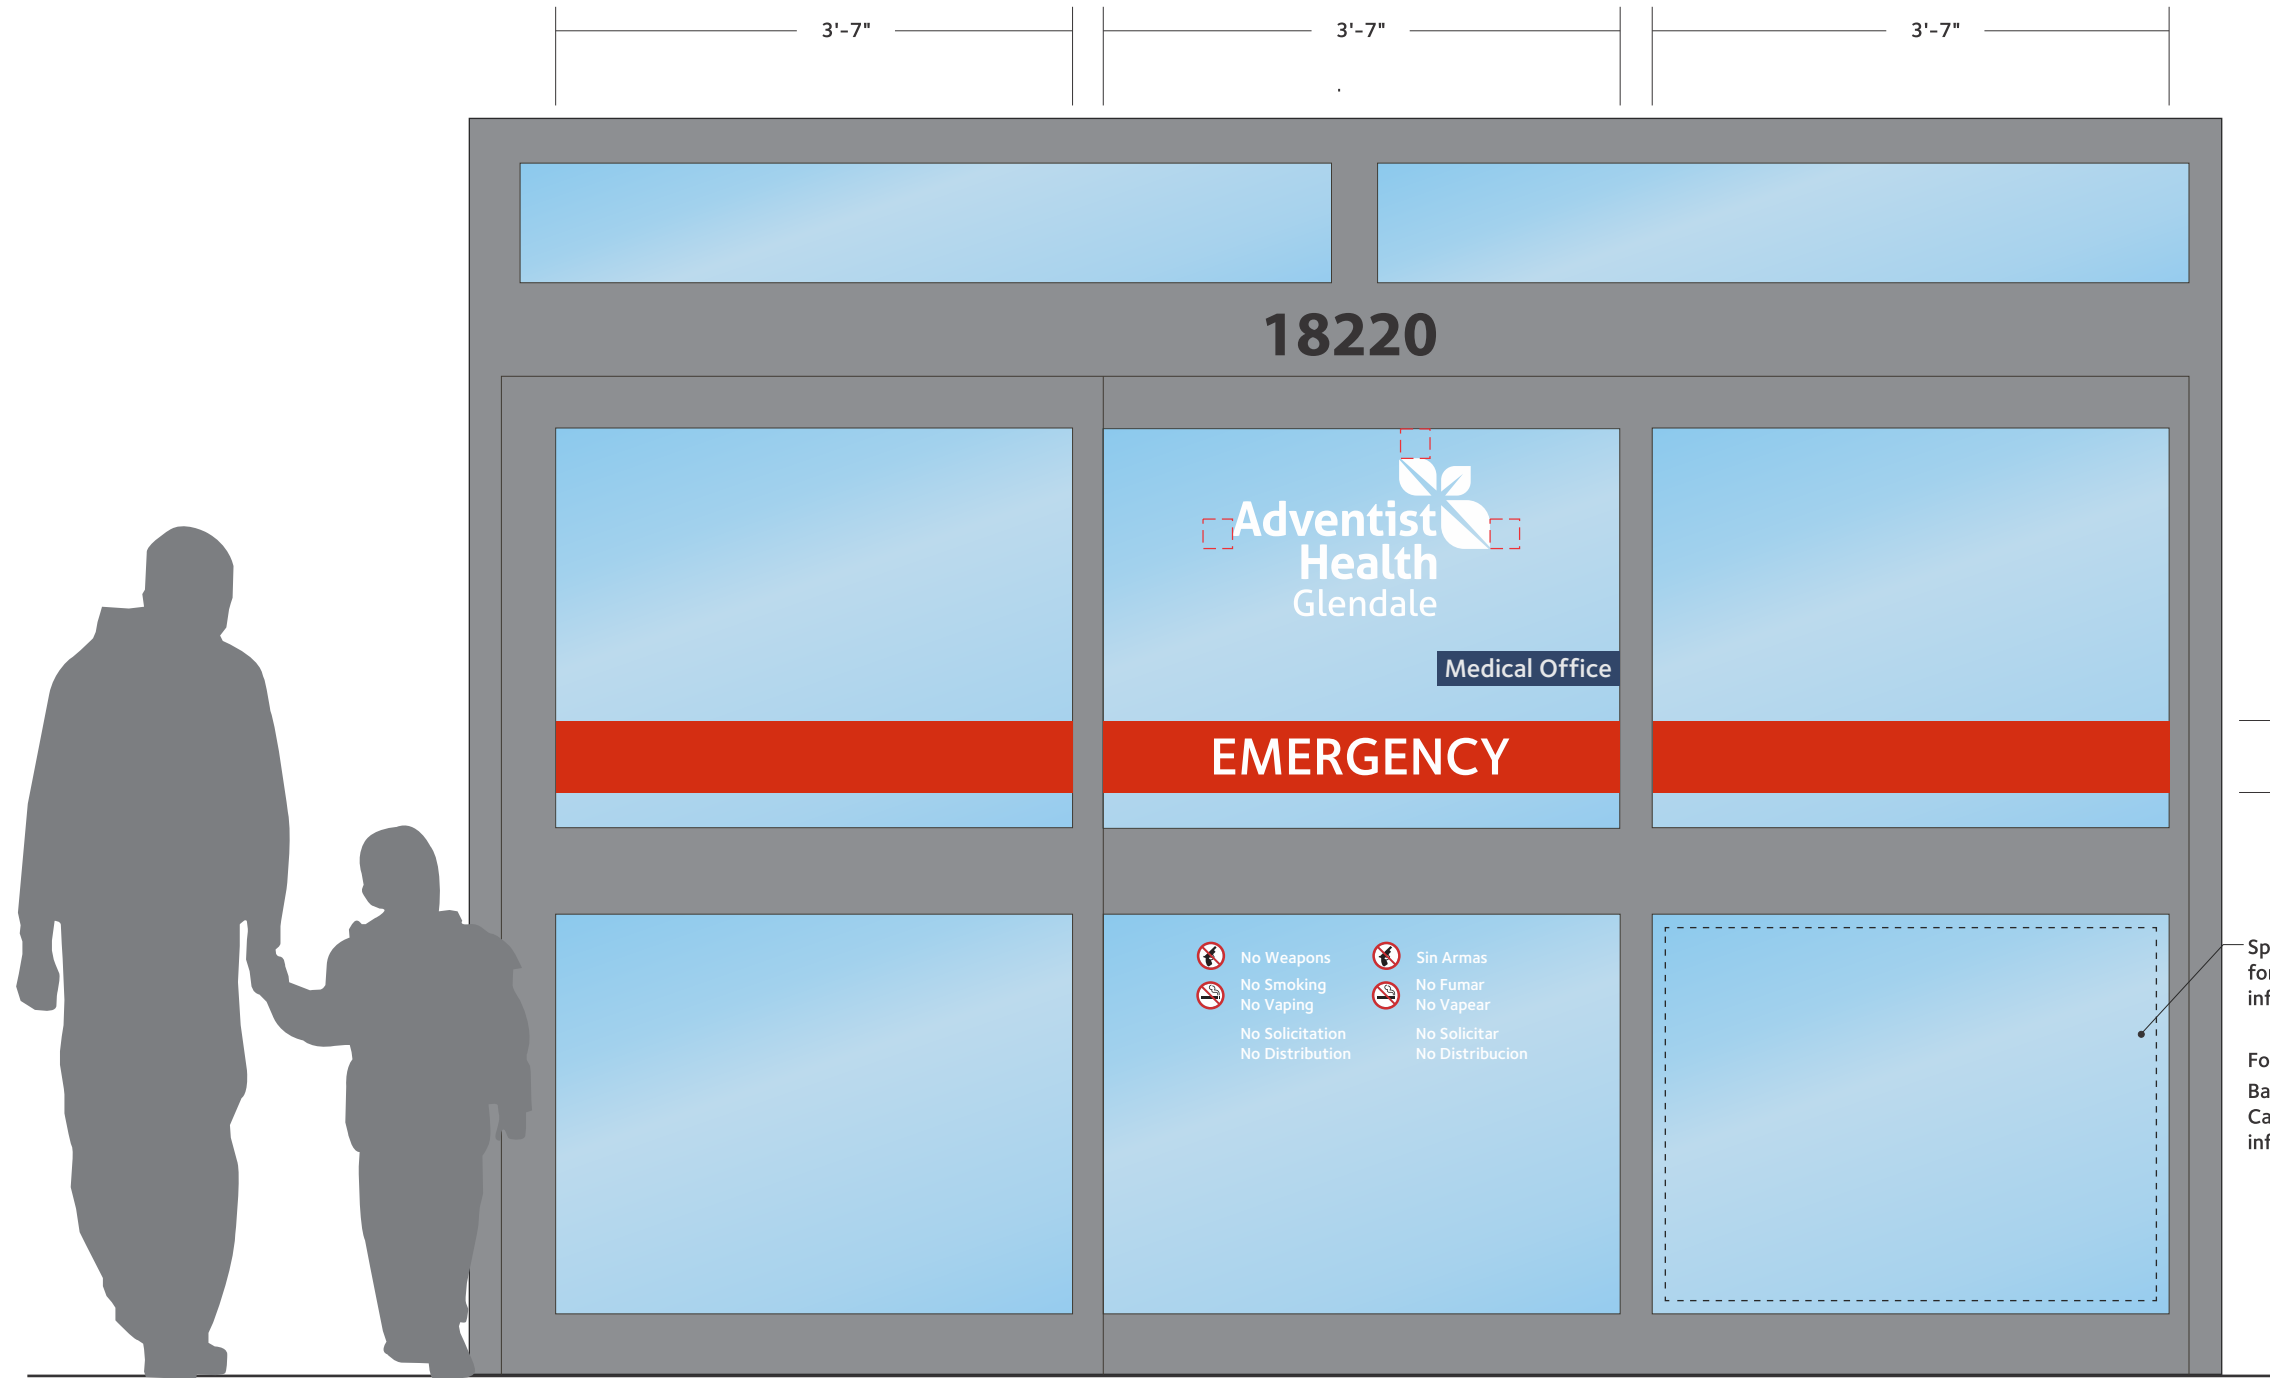 3'-7" 3'-7" 3'-7"
18220
Adventist
Health
Glendale
Medical Office
EMERGENCY
No Weapons
No Smoking
No Vaping
No Solicitation
No Distribution
Sin Armas
No Fumar
No Vapear
No Solicitar
No Distribucion